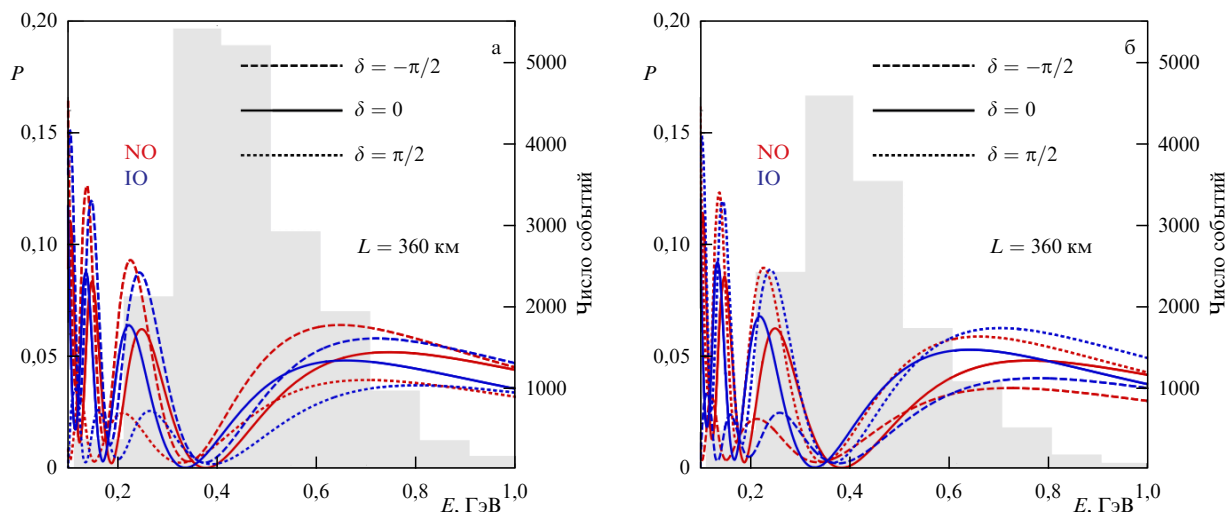 0,20
P
0,15
0,10
0,05
0
а
δ = −π/2
δ = 0
δ = π/2
NO
IO
L = 360 км
5000
4000
3000
2000
1000
Число событий
0,2
0,4
0,6
0,8
1,0
E, ГэВ
0,20
P
0,15
0,10
0,05
0
б
δ = −π/2
δ = 0
δ = π/2
NO
IO
L = 360 км
5000
4000
3000
2000
1000
Число событий
0,2
0,4
0,6
0,8
1,0
E, ГэВ